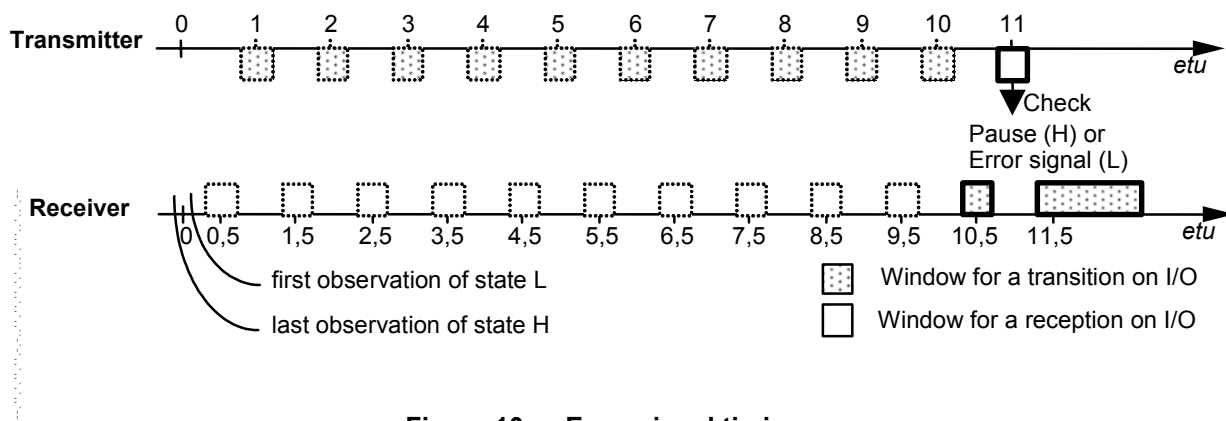 0 1 2 3 4 5 6 7 8 9 10 11
Transmitter
etu
Check
Pause (H) or
Error signal (L)
Receiver
0 0,5 1,5 2,5 3,5 4,5 5,5 6,5 7,5 8,5 9,5 10,5 11,5
etu
first observation of state L
Window for a transition on I/O
last observation of state H
Window for a reception on I/O